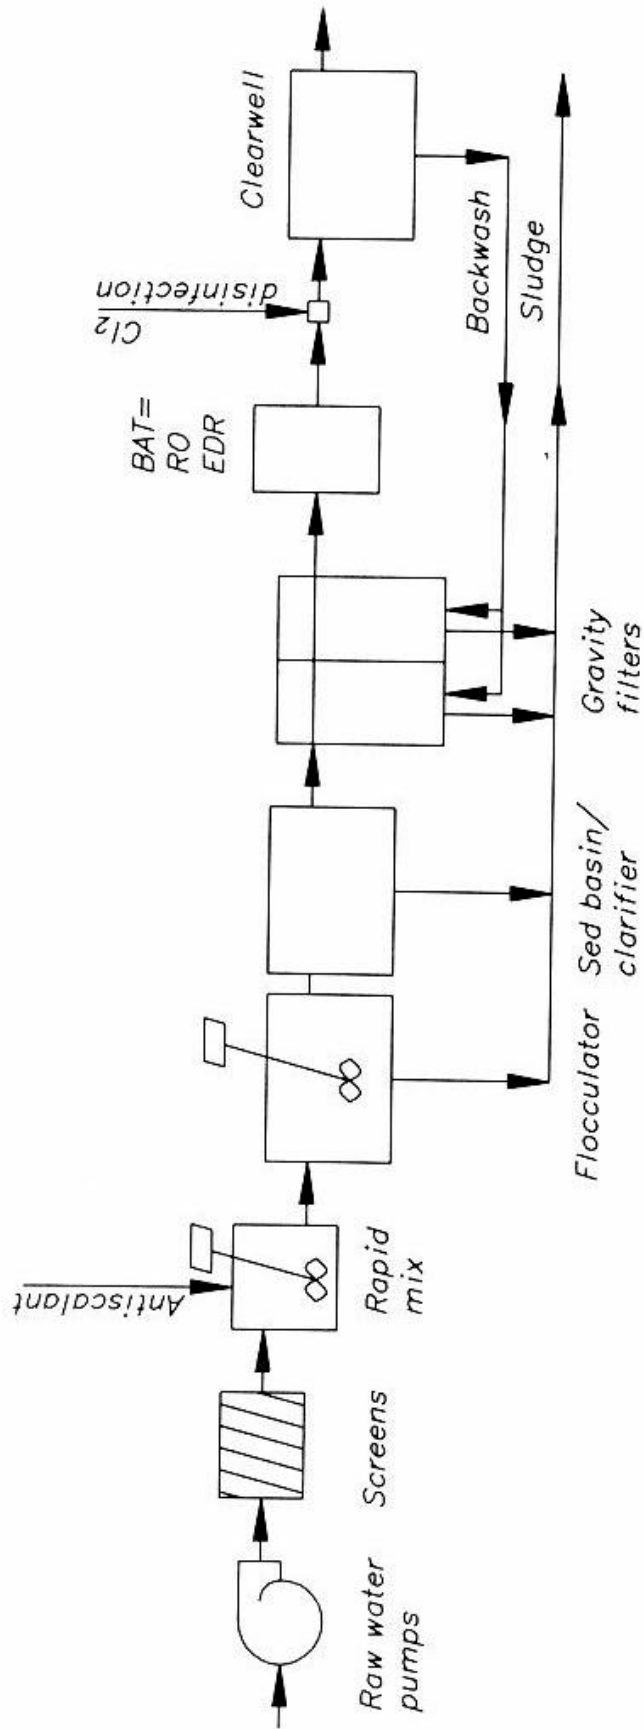 Raw water
pumps
Screens
Antiscalant
Rapid
mix
Flocculator
Sed basin/
clarifier
Gravity
filters
BAT=
RO
EDR
Cl2
disinfection
Clearwell
Backwash
Sludge